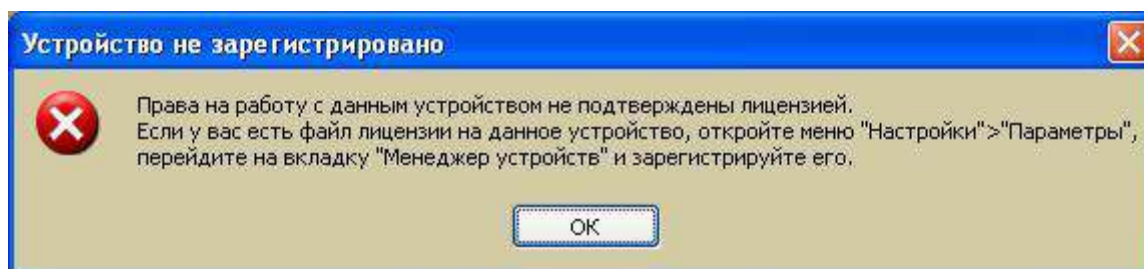 Устройство не зарегистрировано
Права на работу с данным устройством не подтверждены лицензией.
Если у вас есть файл лицензии на данное устройство, откройте меню "Настройки">"Параметры",
перейдите на вкладку "Менеджер устройств" и зарегистрируйте его.
OK